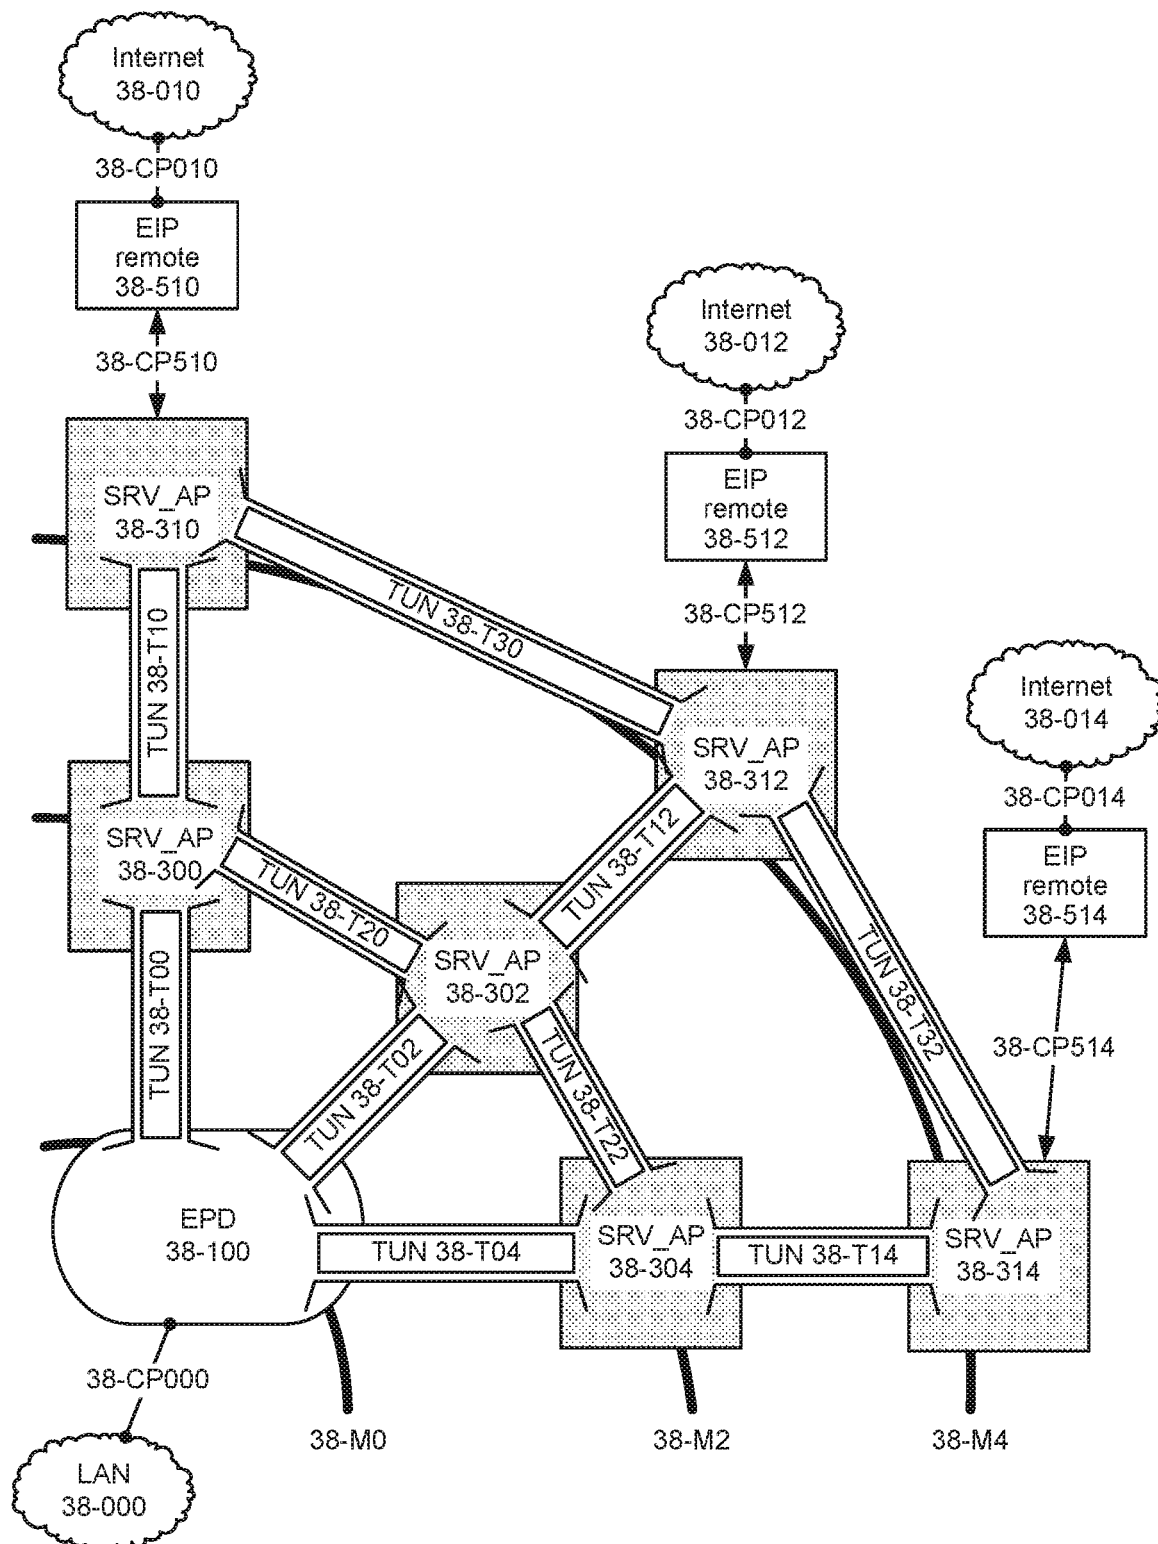 Internet
38-010
38-CP010
EIP
remote
38-510
38-CP510
Internet
38-012
38-CP012
EIP
remote
38-512
38-CP512
SRV_AP
38-310
TUN 38-T30
TUN 38-T10
Internet
38-014
38-CP014
EIP
remote
38-514
38-CP514
SRV_AP
38-312
SRV_AP
38-300
TUN 38-T20
TUN 38-T12
TUN 38-T32
SRV_AP
38-302
TUN 38-T00
TUN 38-T02
TUN 38-T22
EPD
38-100
TUN 38-T04
SRV_AP
38-304
TUN 38-T14
SRV_AP
38-314
38-CP000
38-M0
38-M2
38-M4
LAN
38-000